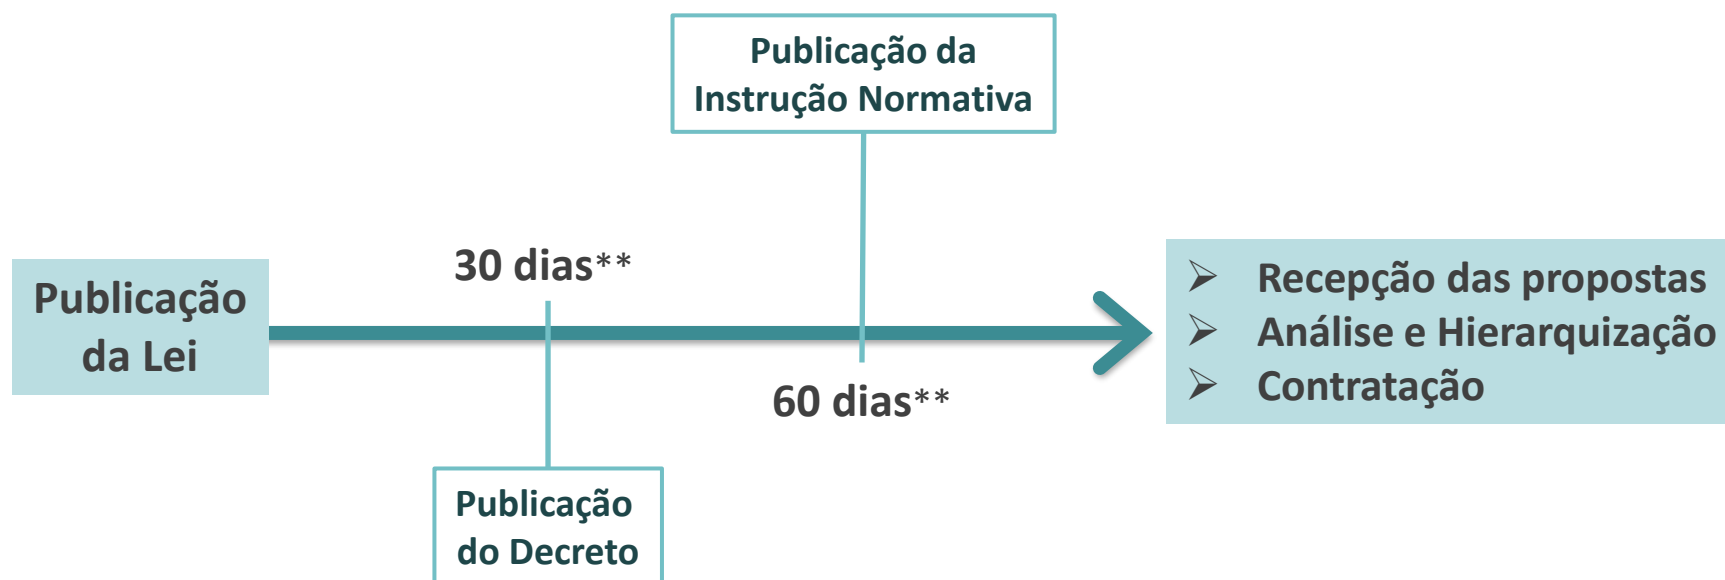 Publicação da
Instrução Normativa
30 dias**
Publicação
da Lei
60 dias**
Publicação
do Decreto
➢ Recepção das propostas
➢ Análise e Hierarquização
➢ Contratação